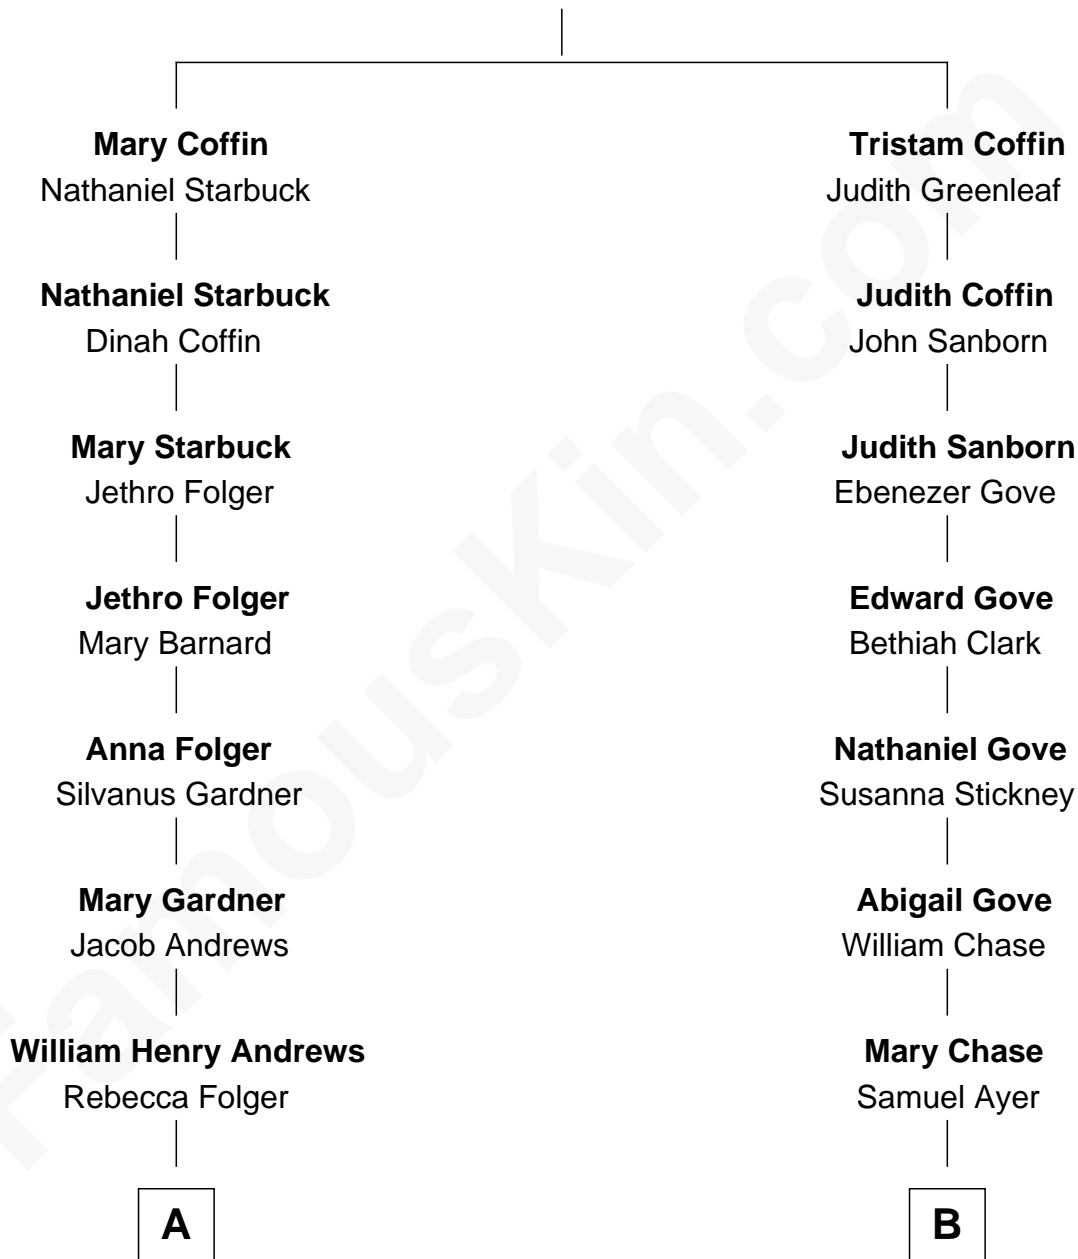 Mary Coffin
Nathaniel Starbuck
Nathaniel Starbuck
Dinah Coffin
Mary Starbuck
Jethro Folger
Jethro Folger
Mary Barnard
Anna Folger
Silvanus Gardner
Mary Gardner
Jacob Andrews
William Henry Andrews
Rebecca Folger
A
Tristam Coffin
Judith Greenleaf
Judith Coffin
John Sanborn
Judith Sanborn
Ebenezer Gove
Edward Gove
Bethiah Clark
Nathaniel Gove
Susanna Stickney
Abigail Gove
William Chase
Mary Chase
Samuel Ayer
B
FamousKin.com